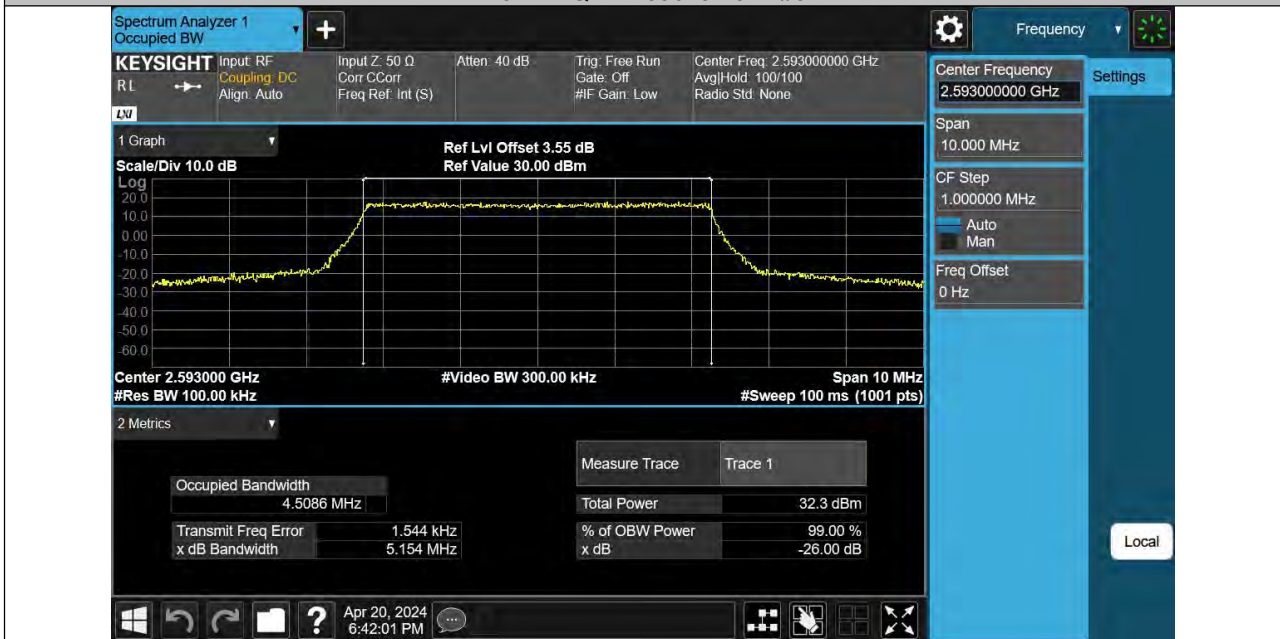 Spectrum Analyzer 1
Occupied BW
Frequency
KEYSIGHT
RL
LXI
Input: RF
Coupling: DC
Align: Auto
Input Z: 50 Ω
Corr CCorr
Freq Ref: Int (S)
Atten: 40 dB
Trig: Free Run
Gate: Off
#IF Gain: Low
Center Freq: 2.593000000 GHz
Avg|Hold: 100/100
Radio Std: None
Center Frequency
2.593000000 GHz
Settings
Span
10.000 MHz
CF Step
1.000000 MHz
Auto
Man
Freq Offset
0 Hz
Local
1 Graph
Scale/Div 10.0 dB
Ref Lvl Offset 3.55 dB
Ref Value 30.00 dBm
Log
20.0
10.0
0.00
-10.0
-20.0
-30.0
-40.0
-50.0
-60.0
Center 2.593000 GHz
#Video BW 300.00 kHz
Span 10 MHz
#Res BW 100.00 kHz
#Sweep 100 ms (1001 pts)
2 Metrics
Measure Trace Trace 1
Occupied Bandwidth
4.5086 MHz
Total Power 32.3 dBm
Transmit Freq Error 1.544 kHz
% of OBW Power 99.00 %
x dB Bandwidth 5.154 MHz
x dB -26.00 dB
Apr 20, 2024
6:42:01 PM